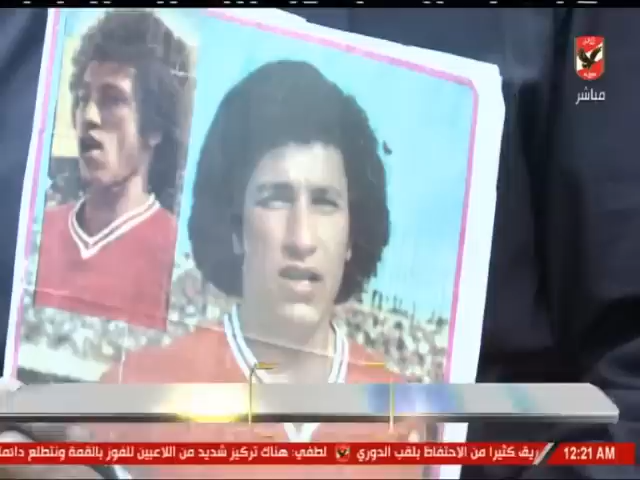 مباشر
ريق كثيرا من الاحتفاظ بلقب الدوري لطفي: هناك تركيز شديد من اللاعبين للفوز بالقمة ونتطلع دائما
12:21 AM